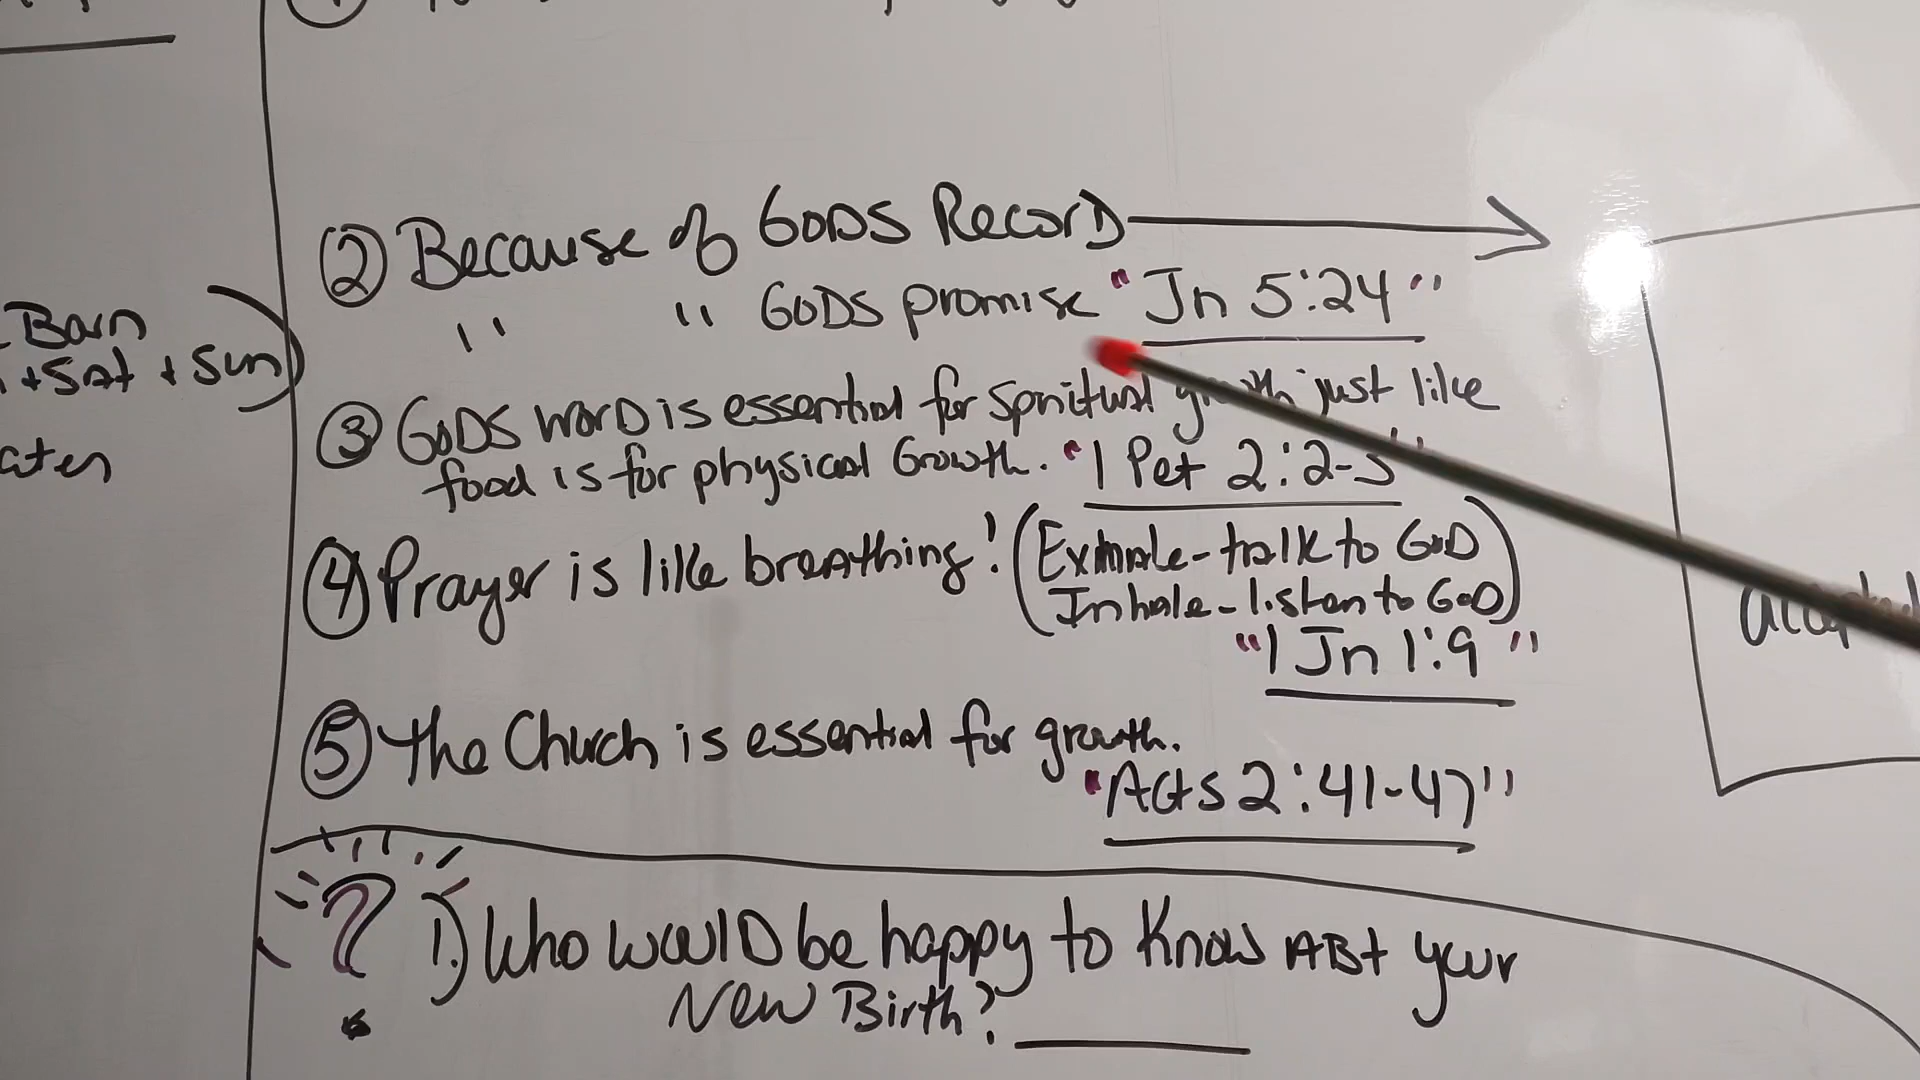 ② Because of GODS Record
" " GODS promise "Jn 5:24"
③ GODS word is essential for Spiritual growth just like
food is for physical Growth. "1 Pet 2:2-3"
④ Prayer is like breathing! (Exhale - talk to GOD
Inhale - listen to GOD)
"1 Jn 1:9"
⑤ The Church is essential for growth.
"Acts 2:41-47"
? 1.) Who would be happy to Know ABt your
New Birth?
Barn
+ SAt + Sun)